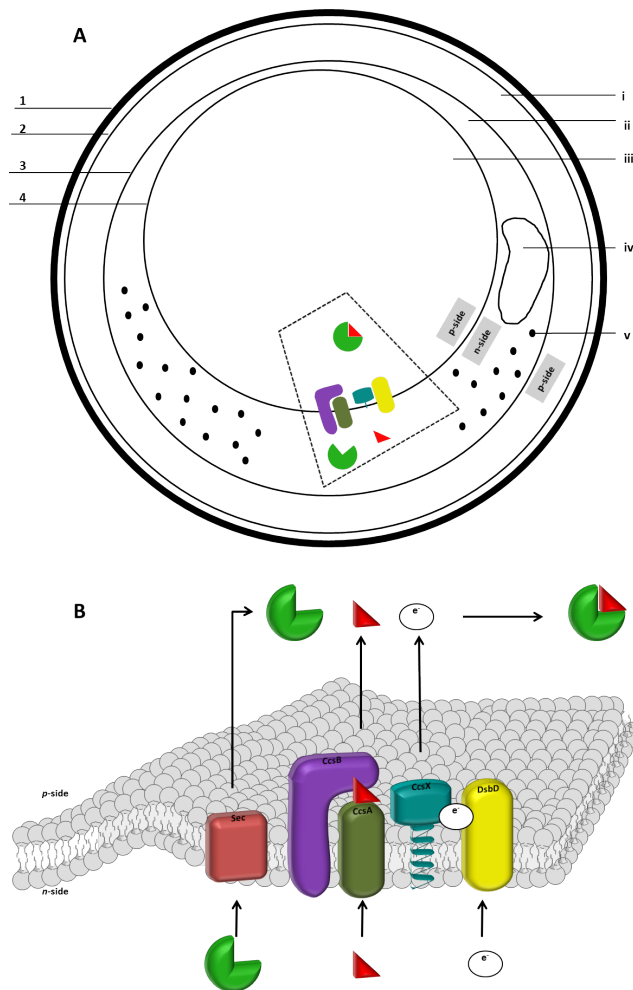 A
1
2
3
4
i
ii
iii
iv
v
p-side
n-side
p-side
B
e-
CcsB
CcsX
DsbD
Sec
CcsA
e-
p-side
n-side
e-